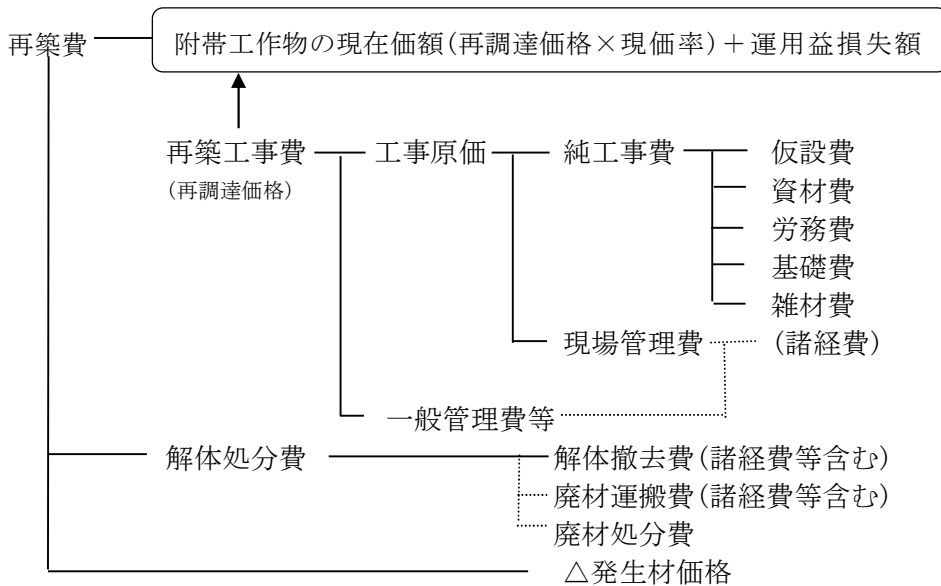 再築費
附帯工作物の現在価額(再調達価格×現価率)+運用益損失額
再築工事費 工事原価 純工事費 仮設費
(再調達価格) 資材費
労務費
基礎費
雑材費
現場管理費 (諸経費)
一般管理費等
解体処分費 解体撤去費(諸経費等含む)
廃材運搬費(諸経費等含む)
廃材処分費
△発生材価格